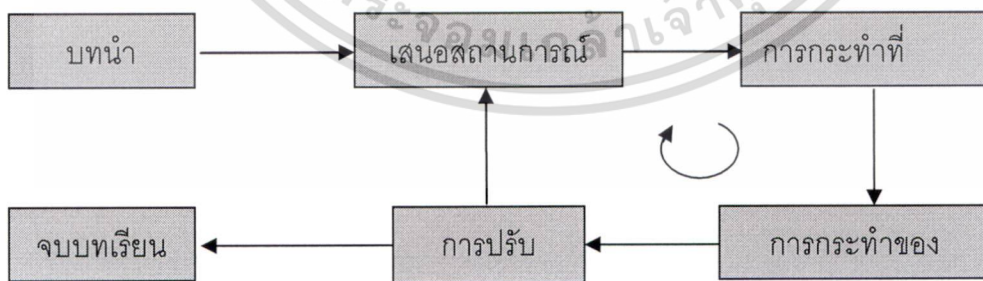 บทนำ
เสนอสถานการณ์
การกระทำที่
การกระทำของ
การปรับ
จบบทเรียน